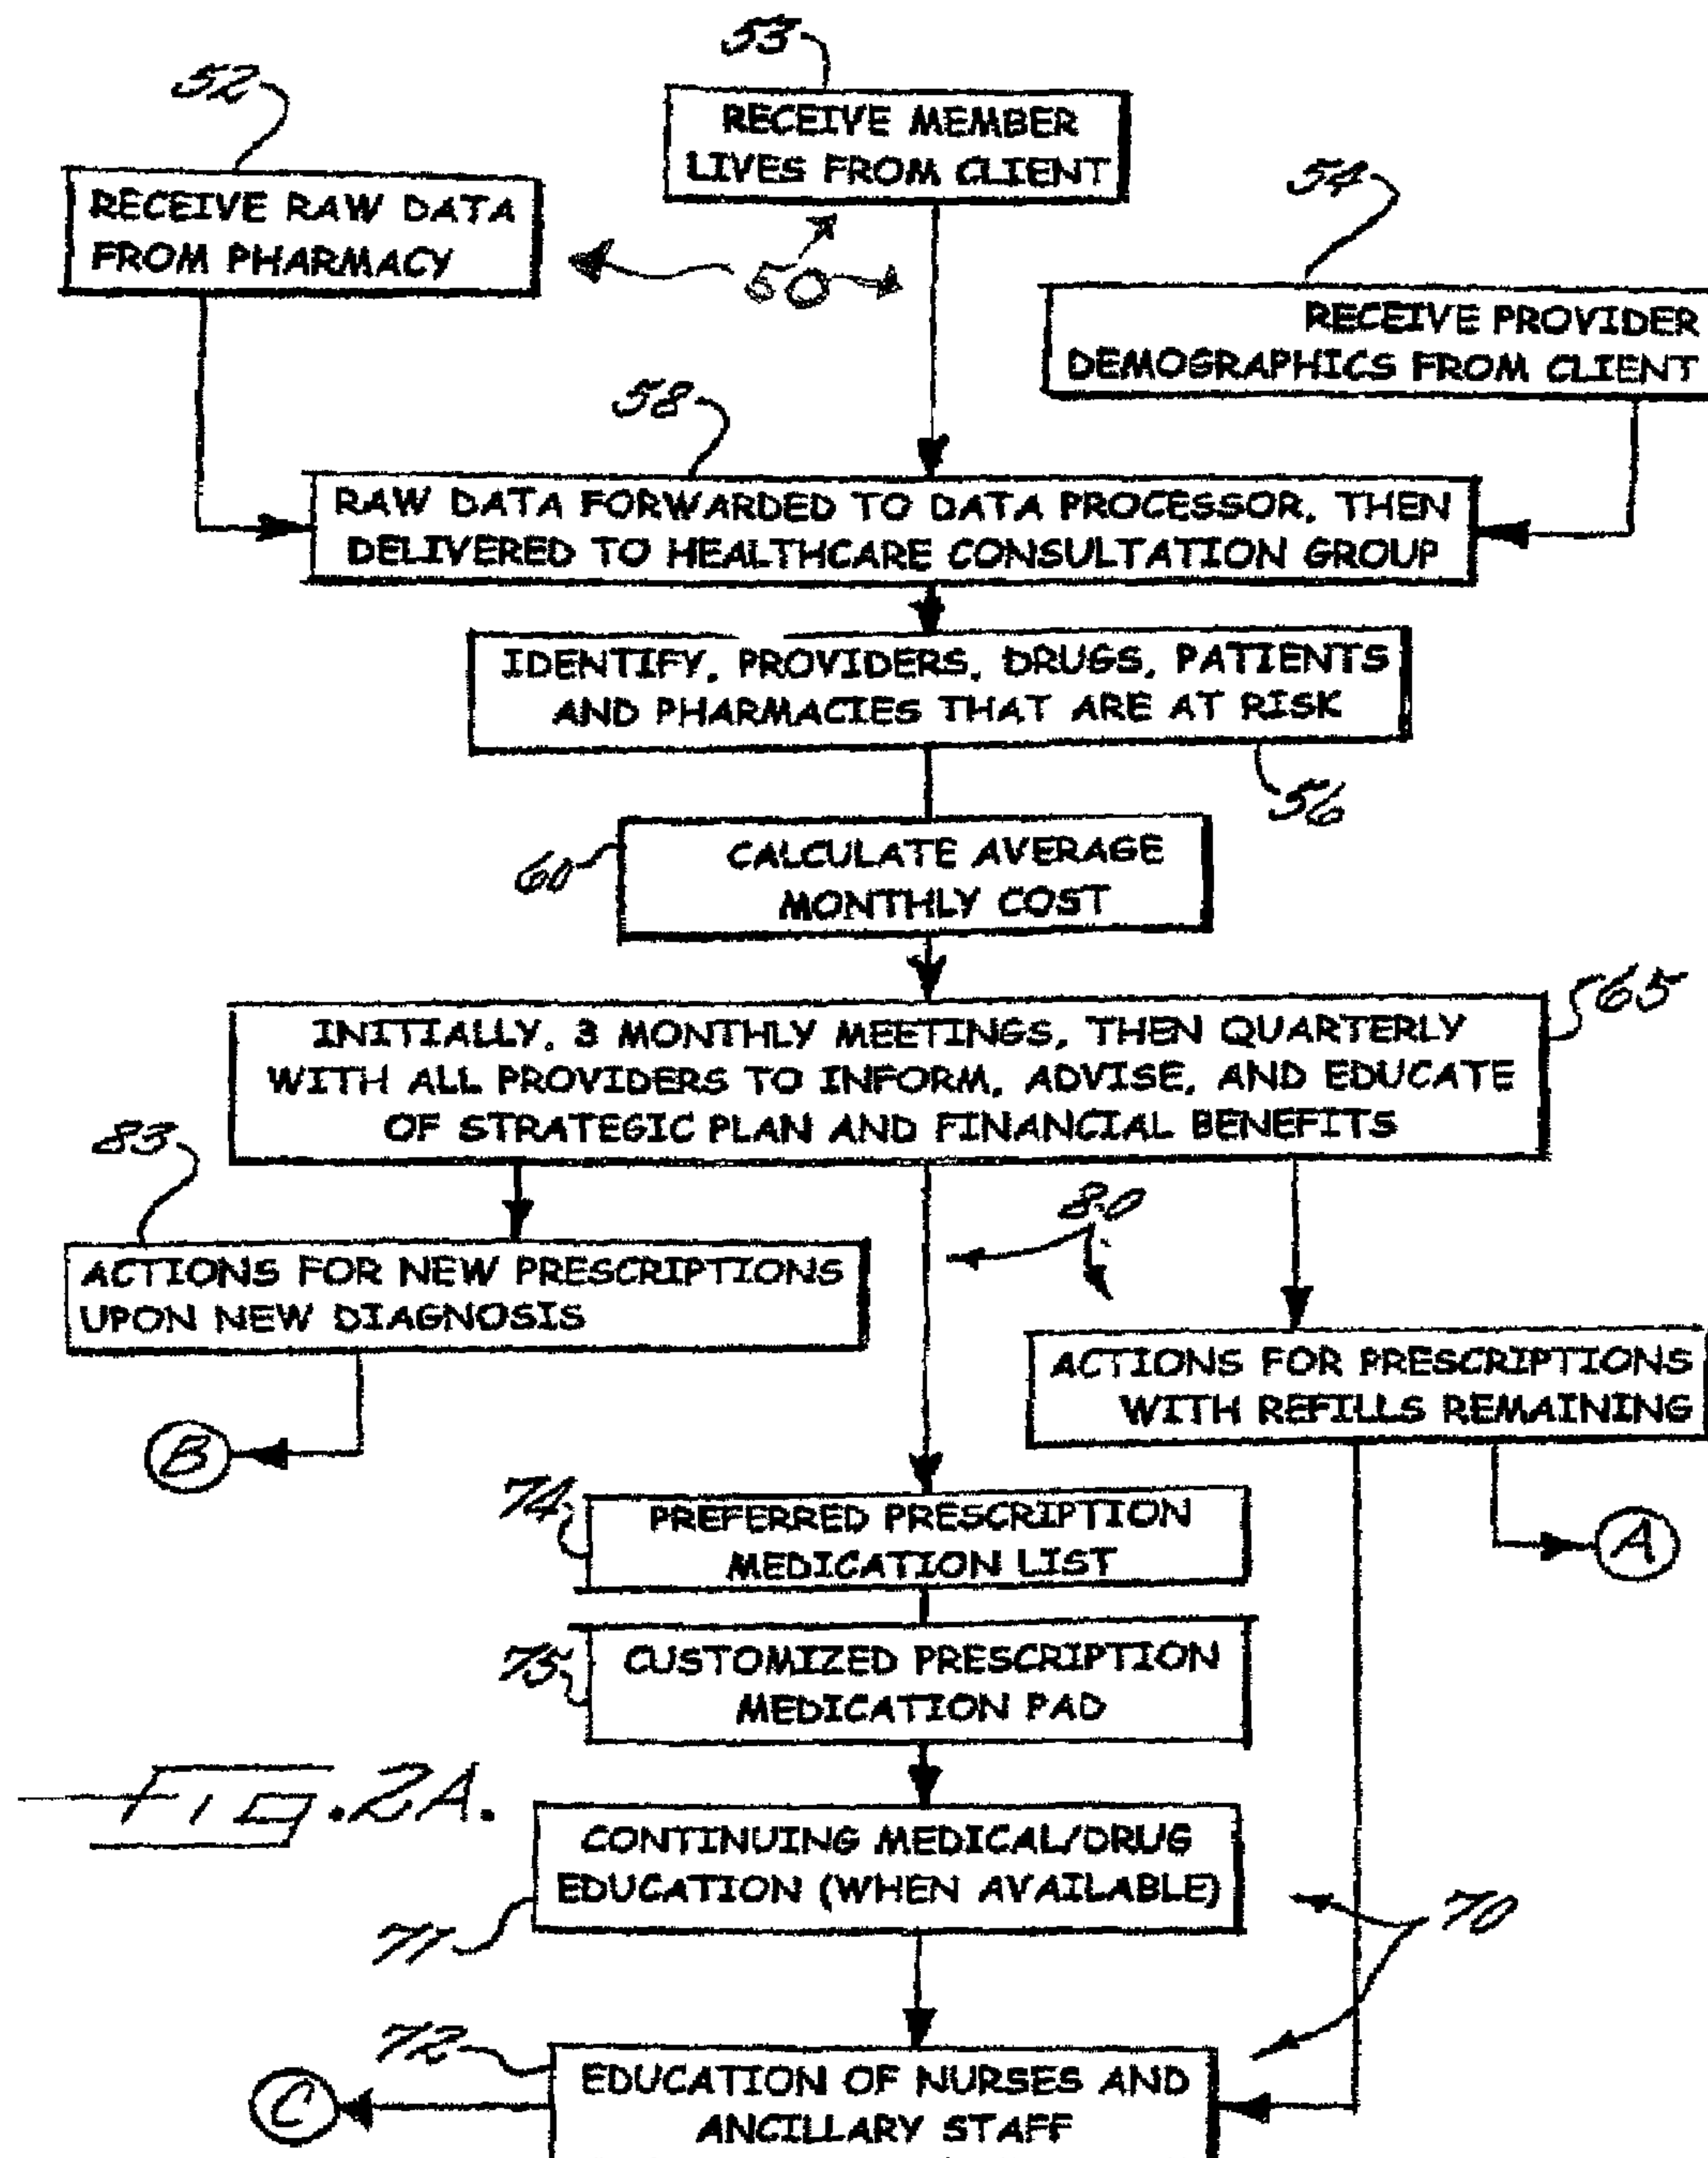 53
52
RECEIVE MEMBER
LIVES FROM CLIENT
54
RECEIVE RAW DATA
FROM PHARMACY
50
RECEIVE PROVIDER
DEMOGRAPHICS FROM CLIENT
58
RAW DATA FORWARDED TO DATA PROCESSOR, THEN
DELIVERED TO HEALTHCARE CONSULTATION GROUP
IDENTIFY, PROVIDERS, DRUGS, PATIENTS
AND PHARMACIES THAT ARE AT RISK
56
60
CALCULATE AVERAGE
MONTHLY COST
65
INITIALLY, 3 MONTHLY MEETINGS, THEN QUARTERLY
WITH ALL PROVIDERS TO INFORM, ADVISE, AND EDUCATE
OF STRATEGIC PLAN AND FINANCIAL BENEFITS
83
80
ACTIONS FOR NEW PRESCRIPTIONS
UPON NEW DIAGNOSIS
ACTIONS FOR PRESCRIPTIONS
WITH REFILLS REMAINING
B
74
PREFERRED PRESCRIPTION
MEDICATION LIST
A
75
CUSTOMIZED PRESCRIPTION
MEDICATION PAD
Fig.2A.
CONTINUING MEDICAL/DRUG
EDUCATION (WHEN AVAILABLE)
71
70
72
EDUCATION OF NURSES AND
ANCILLARY STAFF
C